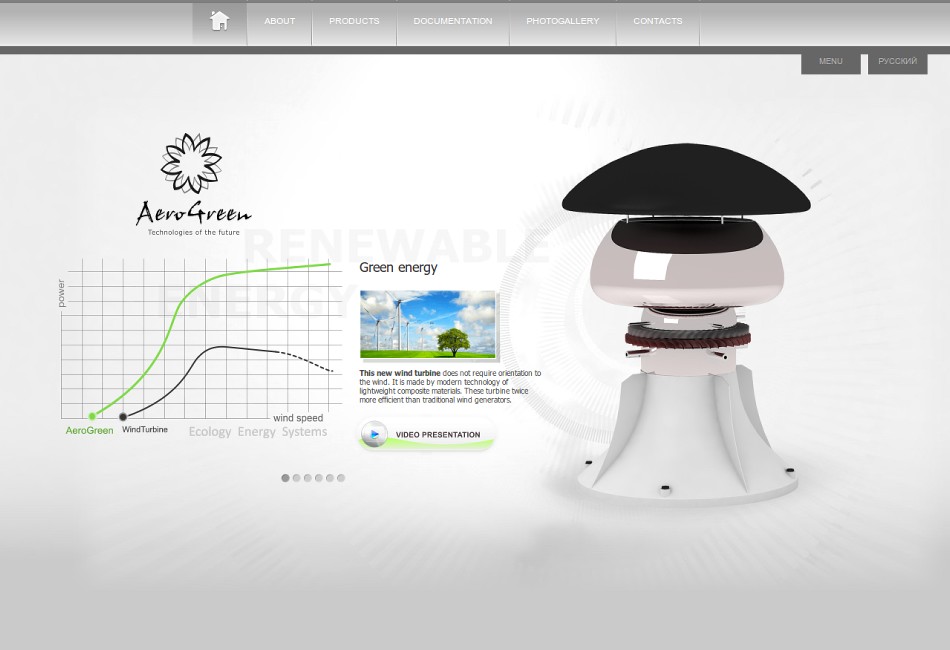 ABOUT
PRODUCTS
DOCUMENTATION
PHOTOGALLERY
CONTACTS
MENU
РУССКИЙ
AeroGreen
Technologies of the future
RENEWABLE
ENERGY
Green energy
power
This new wind turbine does not require orientation to
the wind. It is made by modern technology of
lightweight composite materials. These turbine twice
more efficient than traditional wind generators.
wind speed
AeroGreen
WindTurbine
Ecology Energy Systems
VIDEO PRESENTATION